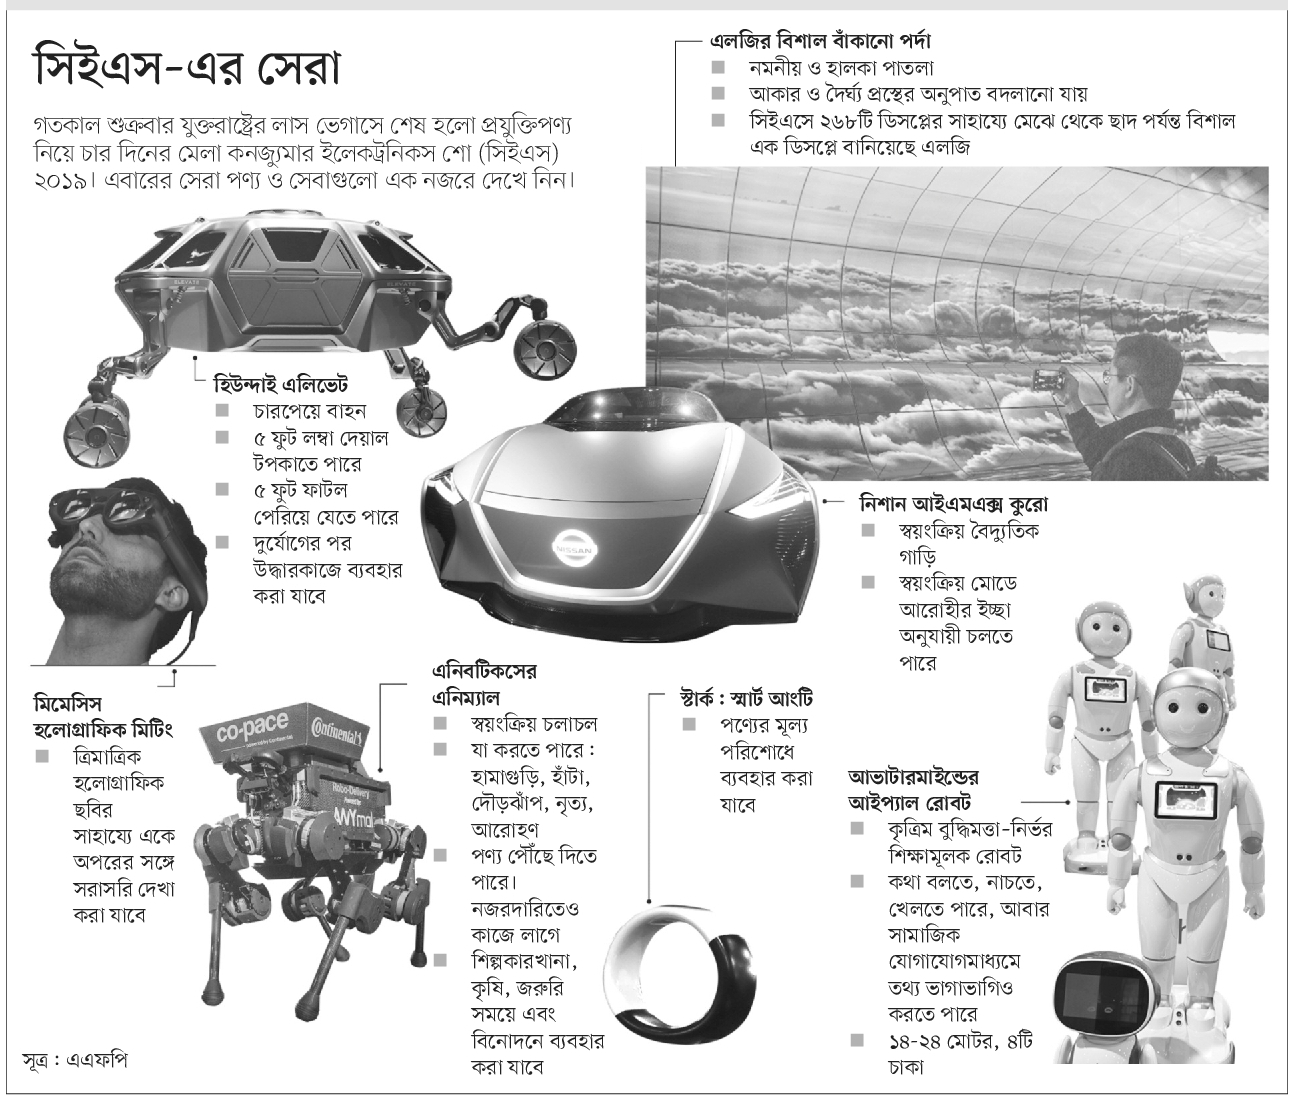 সিইএস-এর সেরা
গতকাল শুক্রবার যুক্তরাষ্ট্রের লাস ভেগাসে শেষ হলো প্রযুক্তিপণ্য
নিয়ে চার দিনের মেলা কনজ্যুমার ইলেকট্রনিকস শো (সিইএস)
২০১৯। এবারের সেরা পণ্য ও সেবাগুলো এক নজরে দেখে নিন।
এলজির বিশাল বাঁকানো পর্দা
নমনীয় ও হালকা পাতলা
আকার ও দৈর্ঘ্য প্রস্থের অনুপাত বদলানো যায়
সিইএসে ২৬৮টি ডিসপ্লের সাহায্যে মেঝে থেকে ছাদ পর্যন্ত বিশাল
এক ডিসপ্লে বানিয়েছে এলজি
ELEVATE
ELEVATE
হিউন্দাই এলিভেট
চারপেয়ে বাহন
৫ ফুট লম্বা দেয়াল
টপকাতে পারে
৫ ফুট ফাটল
পেরিয়ে যেতে পারে
দুর্যোগের পর
উদ্ধারকাজে ব্যবহার
করা যাবে
NISSAN
নিশান আইএমএক্স কুরো
স্বয়ংক্রিয় বৈদ্যুতিক
গাড়ি
স্বয়ংক্রিয় মোডে
আরোহীর ইচ্ছা
অনুযায়ী চলতে
পারে
মিমেসিস
হলোগ্রাফিক মিটিং
ত্রিমাত্রিক
হলোগ্রাফিক
ছবির
সাহায্যে একে
অপরের সঙ্গে
সরাসরি দেখা
করা যাবে
co-pace
Continental
Robo-Delivery
ANYmal
এনিবটিকসের
এনিম্যাল
স্বয়ংক্রিয় চলাচল
যা করতে পারে :
হামাগুড়ি, হাঁটা,
দৌড়ঝাঁপ, নৃত্য,
আরোহণ
পণ্য পৌঁছে দিতে
পারে।
নজরদারিতেও
কাজে লাগে
শিল্পকারখানা,
কৃষি, জরুরি
সময়ে এবং
বিনোদনে ব্যবহার
করা যাবে
স্টার্ক : স্মার্ট আংটি
পণ্যের মূল্য
পরিশোধে
ব্যবহার করা
যাবে
আভাটারমাইন্ডের
আইপ্যাল রোবট
কৃত্রিম বুদ্ধিমত্তা-নির্ভর
শিক্ষামূলক রোবট
কথা বলতে, নাচতে,
খেলতে পারে, আবার
সামাজিক
যোগাযোগমাধ্যমে
তথ্য ভাগাভাগিও
করতে পারে
১৪-২৪ মোটর, ৪টি
চাকা
সূত্র : এএফপি